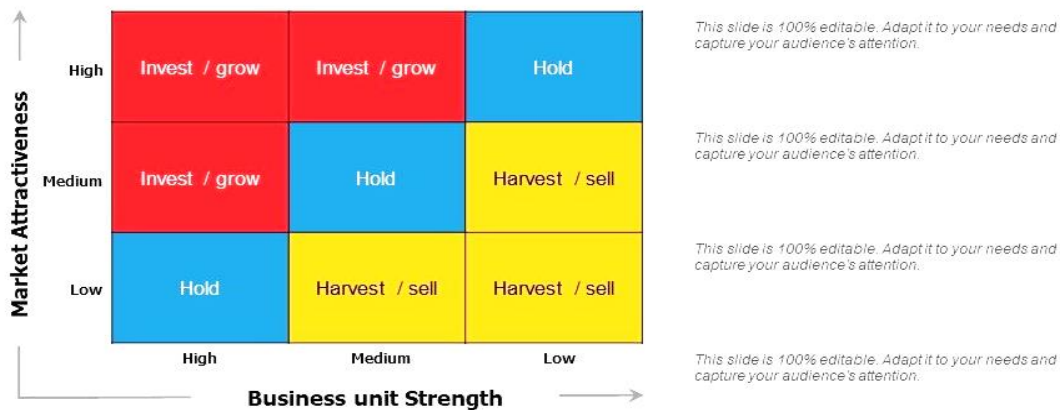 Market Attractiveness
High
Invest / grow
Invest / grow
Hold
Medium
Invest / grow
Hold
Harvest / sell
Low
Hold
Harvest / sell
Harvest / sell
High
Medium
Low
Business unit Strength
This slide is 100% editable. Adapt it to your needs and
capture your audience's attention.
This slide is 100% editable. Adapt it to your needs and
capture your audience's attention.
This slide is 100% editable. Adapt it to your needs and
capture your audience's attention.
This slide is 100% editable. Adapt it to your needs and
capture your audience's attention.